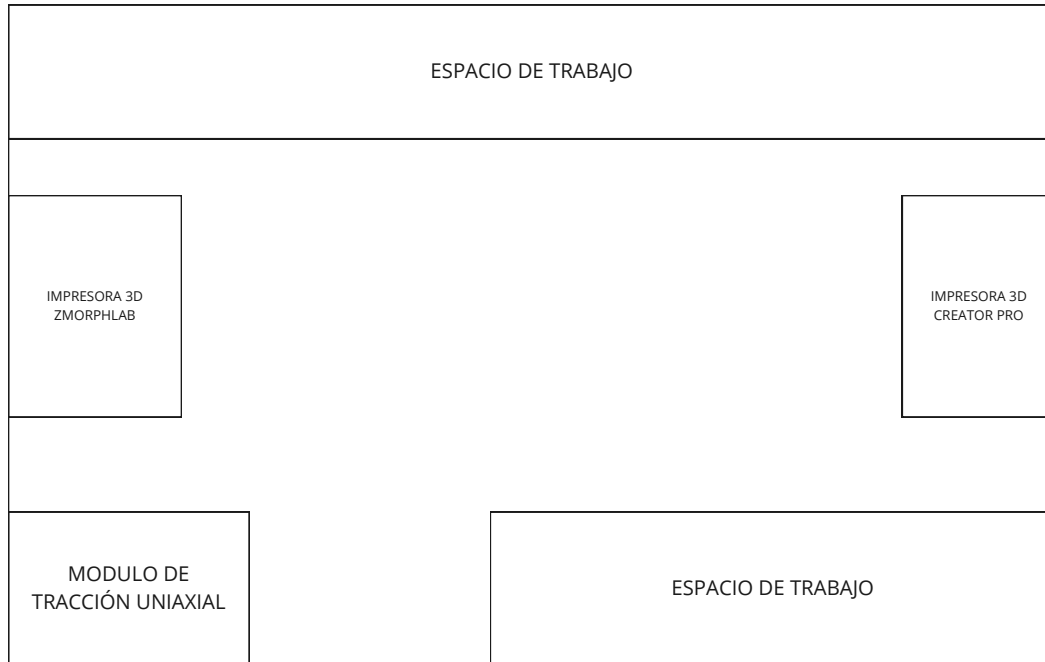 ESPACIO DE TRABAJO
IMPRESORA 3D
ZMORPHLAB
IMPRESORA 3D
CREATOR PRO
MODULO DE
TRACCIÓN UNIAXIAL
ESPACIO DE TRABAJO